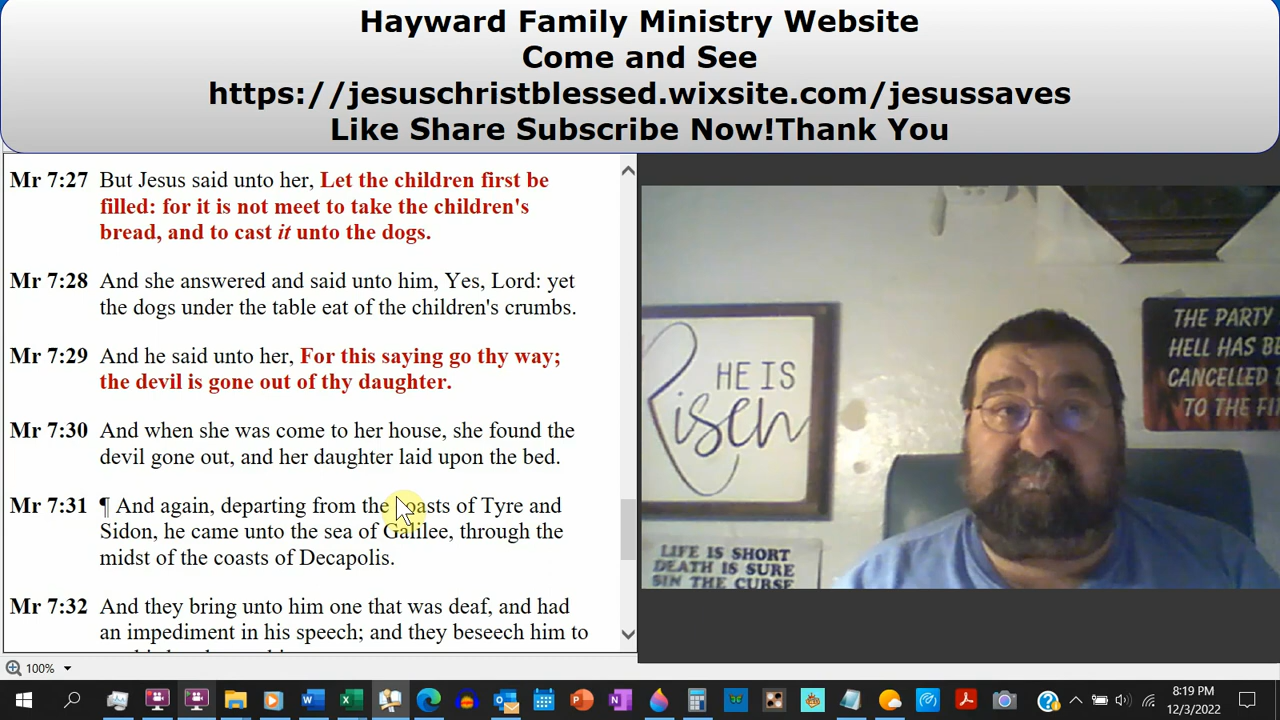 Hayward Family Ministry Website
Come and See
https://jesuschristblessed.wixsite.com/jesussaves
Like Share Subscribe Now!Thank You
Mr 7:27 But Jesus said unto her, Let the children first be
filled: for it is not meet to take the children's
bread, and to cast it unto the dogs.
Mr 7:28 And she answered and said unto him, Yes, Lord: yet
the dogs under the table eat of the children's crumbs.
Mr 7:29 And he said unto her, For this saying go thy way;
the devil is gone out of thy daughter.
Mr 7:30 And when she was come to her house, she found the
devil gone out, and her daughter laid upon the bed.
Mr 7:31 ¶ And again, departing from the coasts of Tyre and
Sidon, he came unto the sea of Galilee, through the
midst of the coasts of Decapolis.
Mr 7:32 And they bring unto him one that was deaf, and had
an impediment in his speech; and they beseech him to
HE IS
Risen
THE PARTY
HELL HAS BE
CANCELLED
TO THE FI
LIFE IS SHORT
DEATH IS SURE
SIN THE CURSE
100%
8:19 PM
12/3/2022